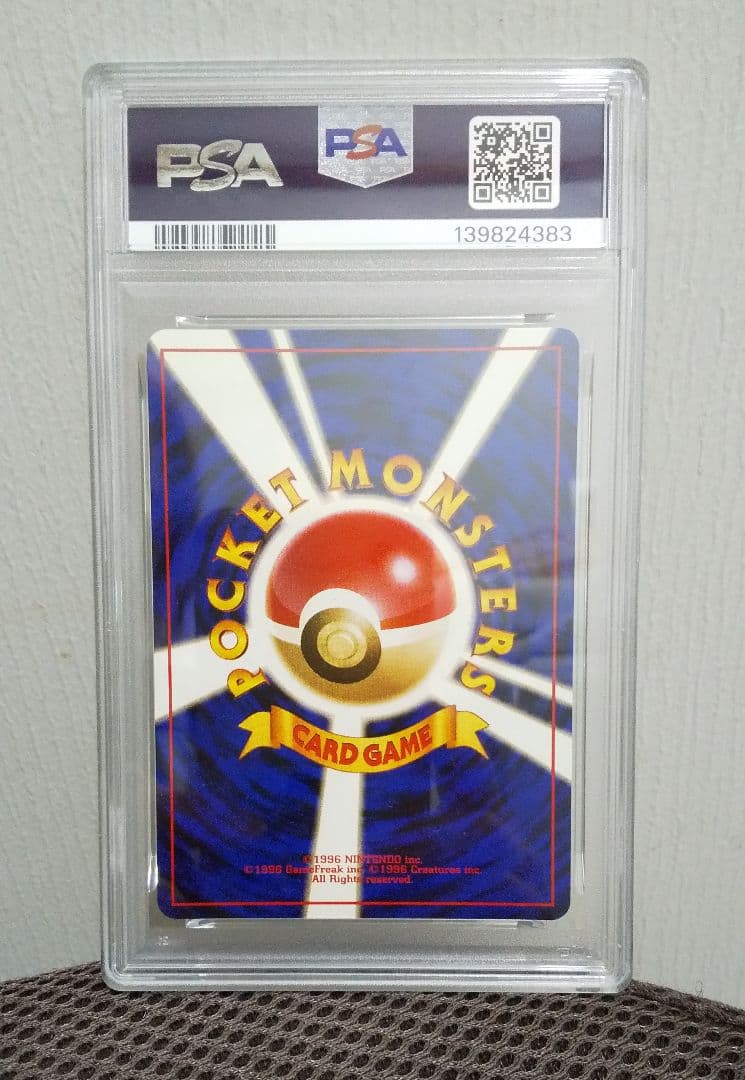 PSA
PSA
139824383
POCKET MONSTERS
CARD GAME
©1996 NINTENDO inc.
©1996 GameFreak inc. ©1996 Creatures inc.
All Rights reserved.